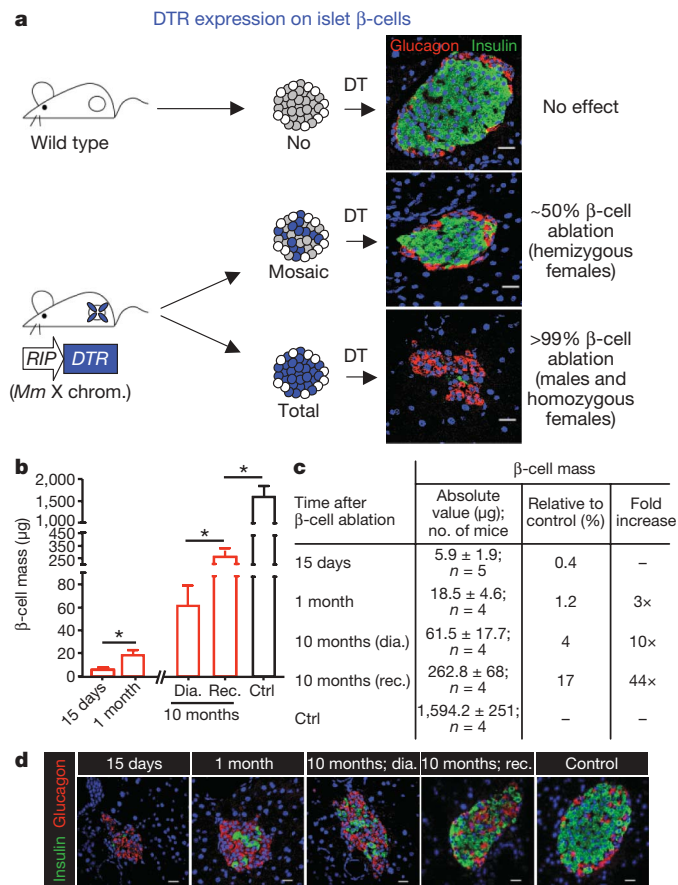 a
DTR expression on islet β-cells
Wild type
No
DT
Glucagon Insulin
No effect
RIP DTR
(Mm X chrom.)
Mosaic
DT
~50% β-cell
ablation
(hemizygous
females)
Total
DT
>99% β-cell
ablation
(males and
homozygous
females)
b
β-cell mass (µg)
2,000
1,500
1,000
450
350
250
80
60
40
20
0
*
*
*
15 days
1 month
Dia. Rec. Ctrl
10 months
c
β-cell mass
Time after
β-cell ablation
Absolute
value (µg);
no. of mice
Relative to
control (%)
Fold
increase
15 days
5.9 ± 1.9;
n = 5
0.4
–
1 month
18.5 ± 4.6;
n = 4
1.2
3×
10 months (dia.)
61.5 ± 17.7;
n = 4
4
10×
10 months (rec.)
262.8 ± 68;
n = 4
17
44×
Ctrl
1,594.2 ± 251;
n = 4
–
–
d
Insulin Glucagon
15 days
1 month
10 months; dia.
10 months; rec.
Control